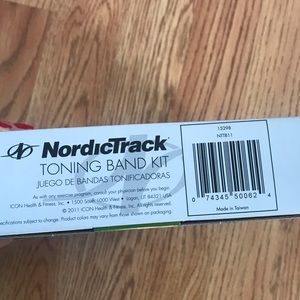 15298
NTTB11
NordicTrack®
TONING BAND KIT
JUEGO DE BANDAS TONIFICADORAS
As with any exercise program, consult your physician before you begin.
ICON Health & Fitness, Inc. • 1500 South 1000 West • Logan, UT 84321 USA
© 2011 ICON Health & Fitness, Inc. All rights reserved.
specifications subject to change. Product colors may vary from those shown on packaging.
0 74345 50062 4
Made in Taiwan